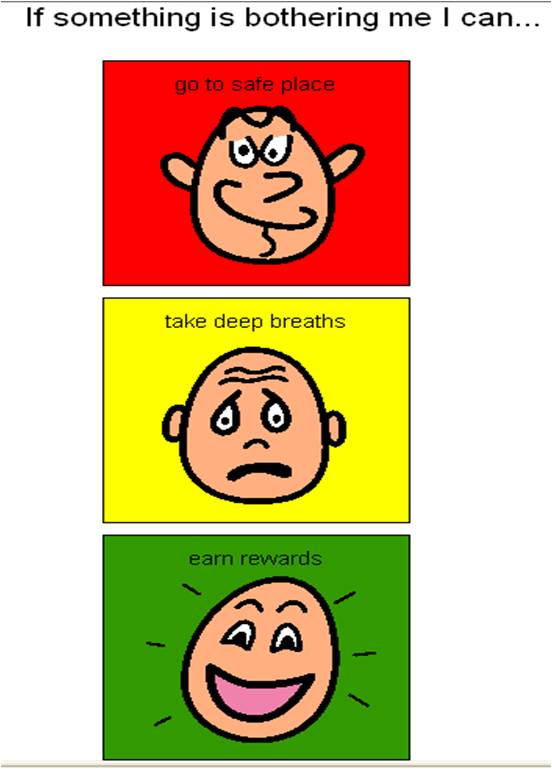 If something is bothering me I can...
go to safe place
take deep breaths
earn rewards